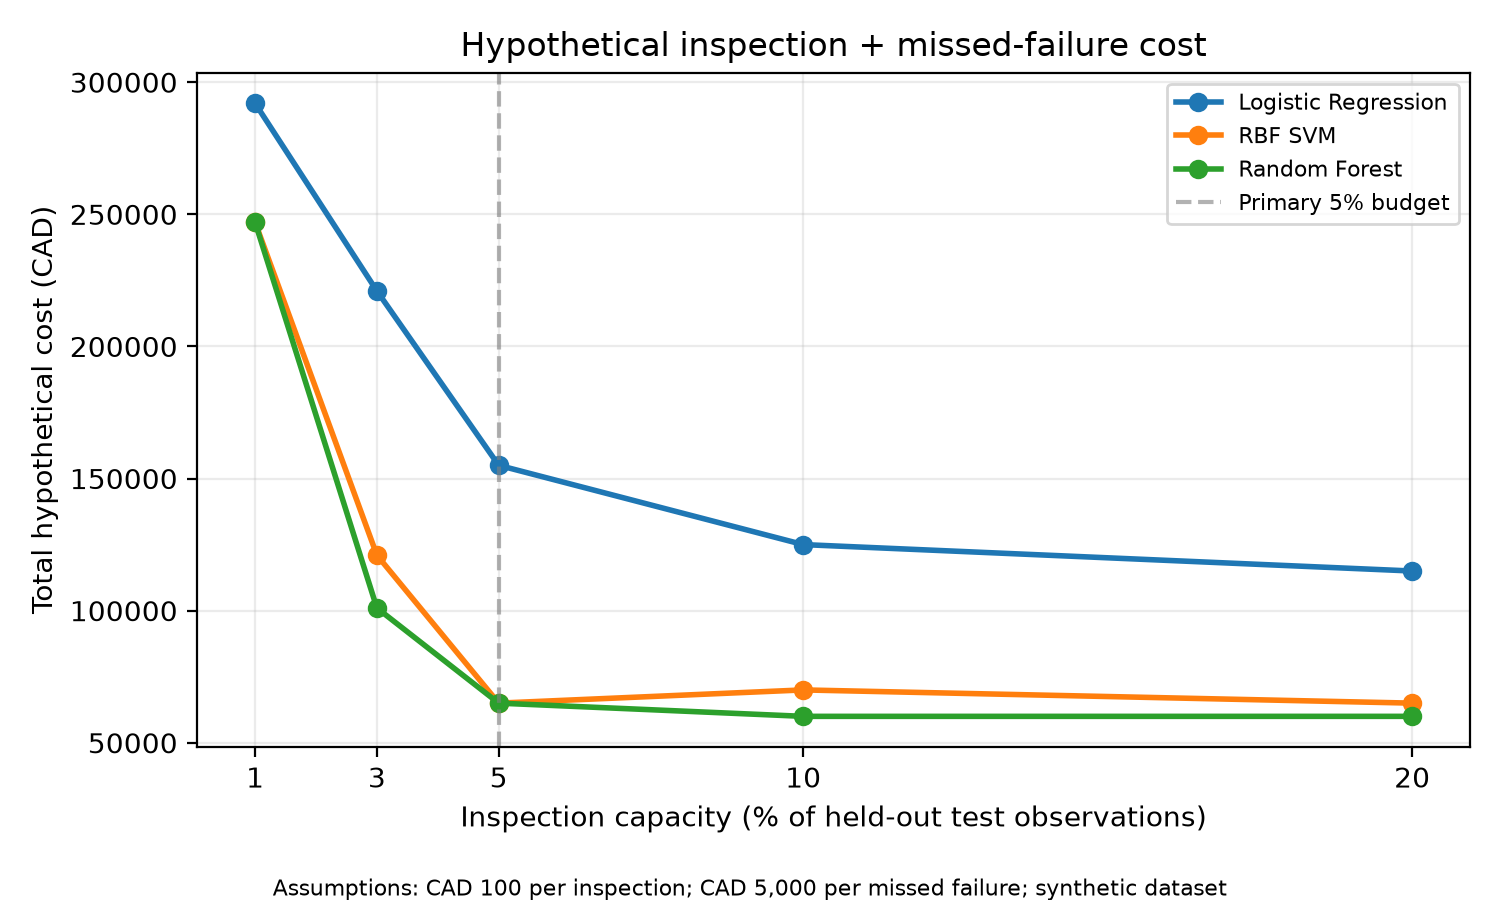 Hypothetical inspection + missed-failure cost
Total hypothetical cost (CAD)
300000
250000
200000
150000
100000
50000
Logistic Regression
RBF SVM
Random Forest
Primary 5% budget
1 3 5 10 20
Inspection capacity (% of held-out test observations)
Assumptions: CAD 100 per inspection; CAD 5,000 per missed failure; synthetic dataset